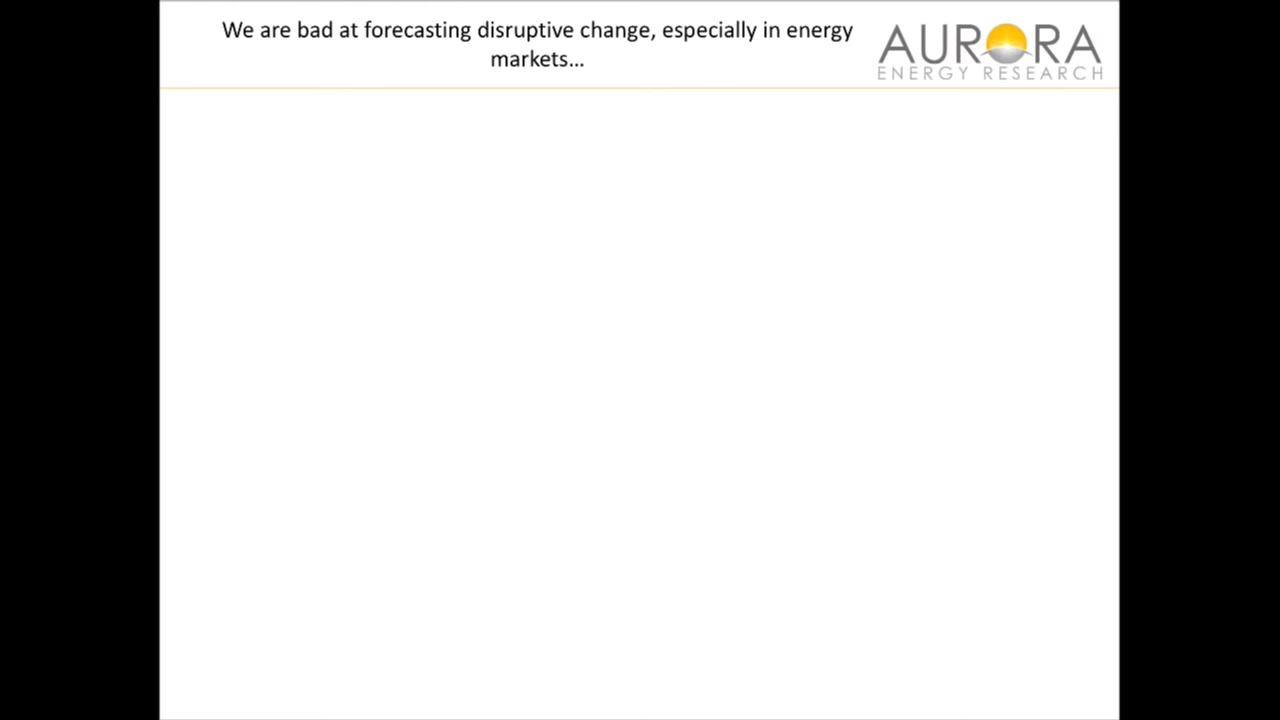 We are bad at forecasting disruptive change, especially in energy
markets…
AURORA
ENERGY RESEARCH